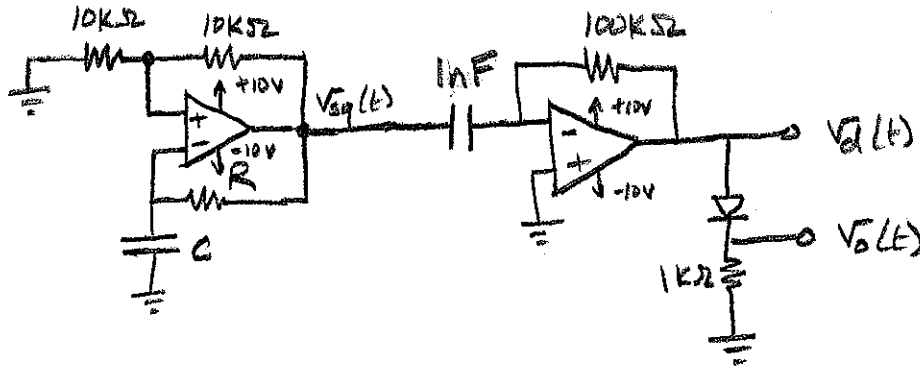 10KΩ
10KΩ
100KΩ
1nF
+10V
Vsq(t)
+
-
-10V
R
C
+10V
-
+
-10V
Vd(t)
Vo(t)
1KΩ